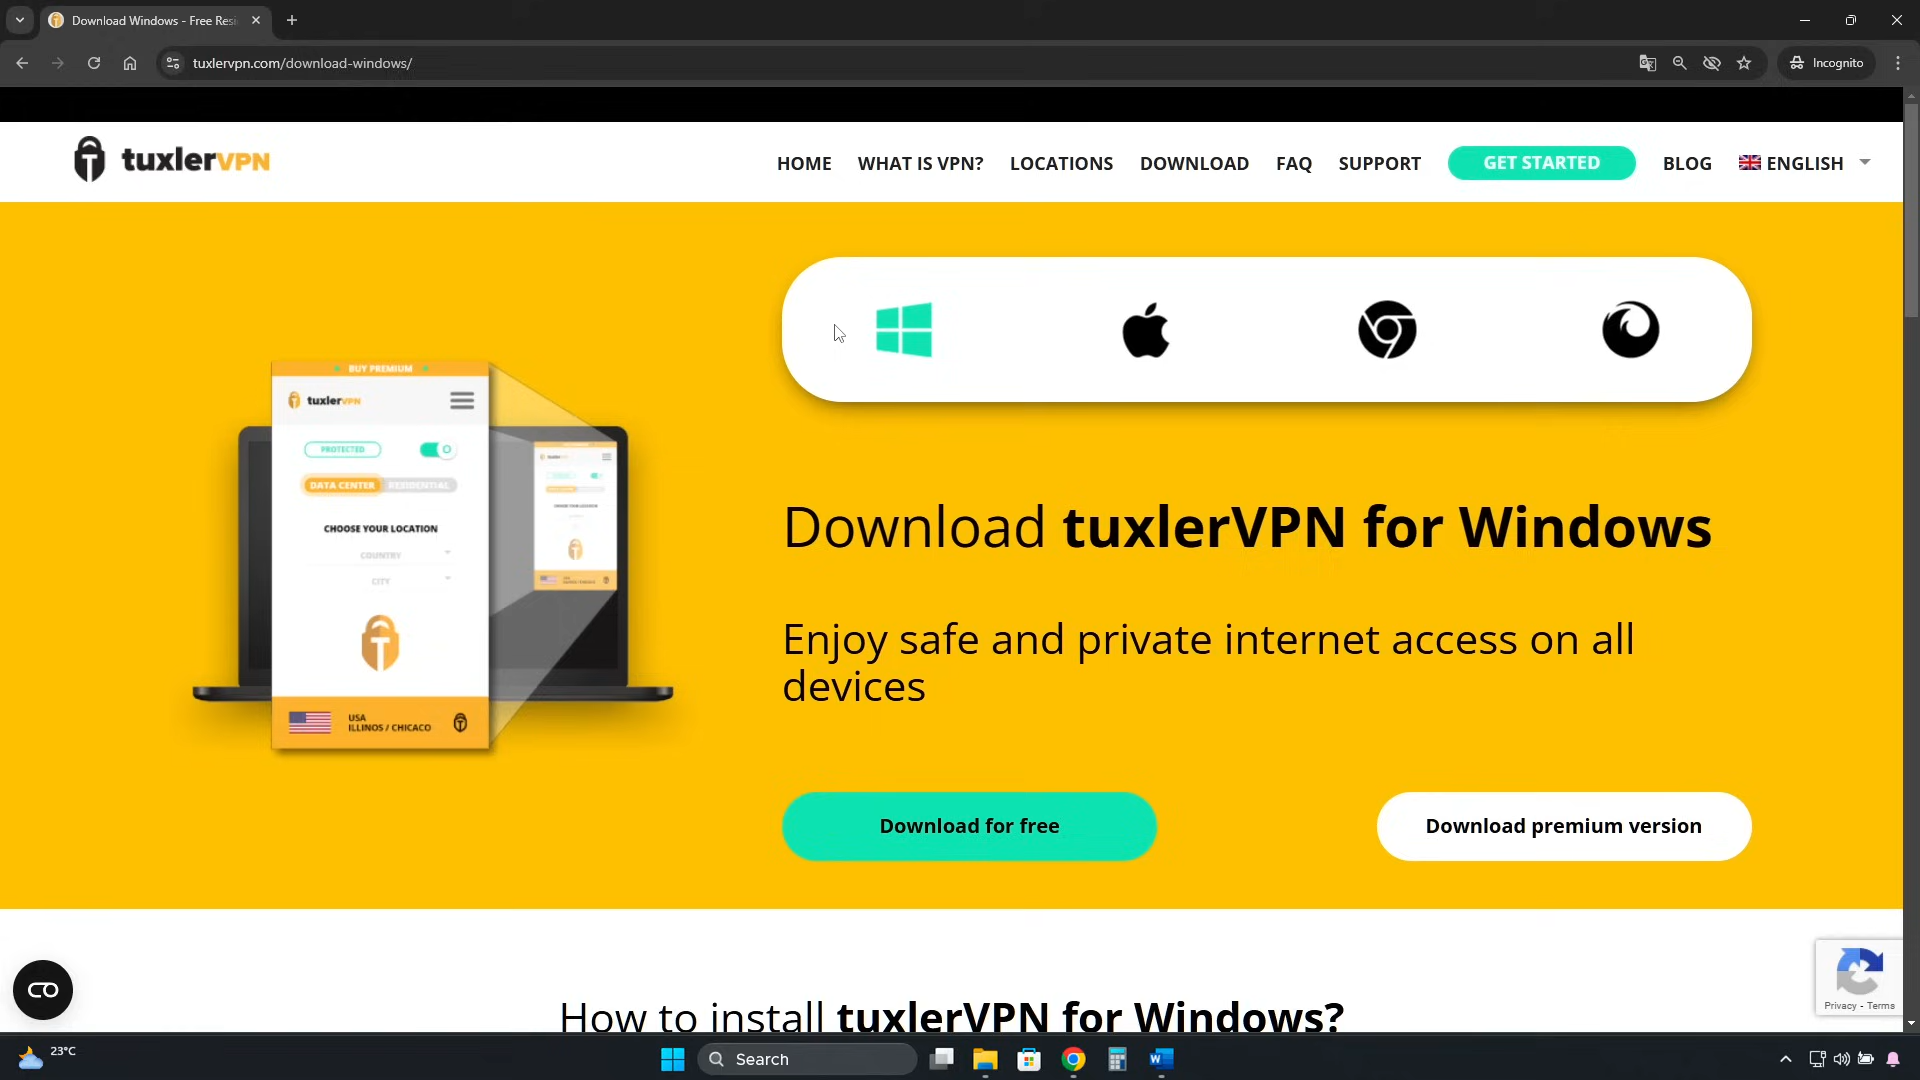 Download Windows - Free Resi
tuxlervpn.com/download-windows/
Incognito
tuxlerVPN
HOME
WHAT IS VPN?
LOCATIONS
DOWNLOAD
FAQ
SUPPORT
GET STARTED
BLOG
ENGLISH
BUY PREMIUM
tuxlerVPN
PROTECTED
DATA CENTER
RESIDENTIAL
CHOOSE YOUR LOCATION
COUNTRY
CITY
USA
ILLINOS / CHICACO
Download tuxlerVPN for Windows
Enjoy safe and private internet access on all
devices
Download for free
Download premium version
How to install tuxlerVPN for Windows?
Privacy - Terms
23°C
Search